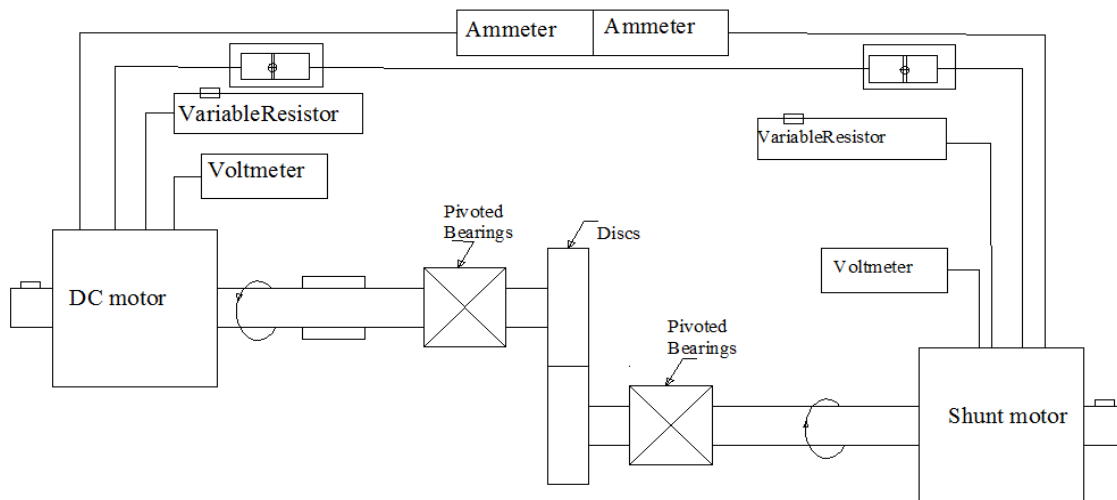 Ammeter
Ammeter
VariableResistor
VariableResistor
Voltmeter
Pivoted
Bearings
Discs
Voltmeter
DC motor
Pivoted
Bearings
Shunt motor